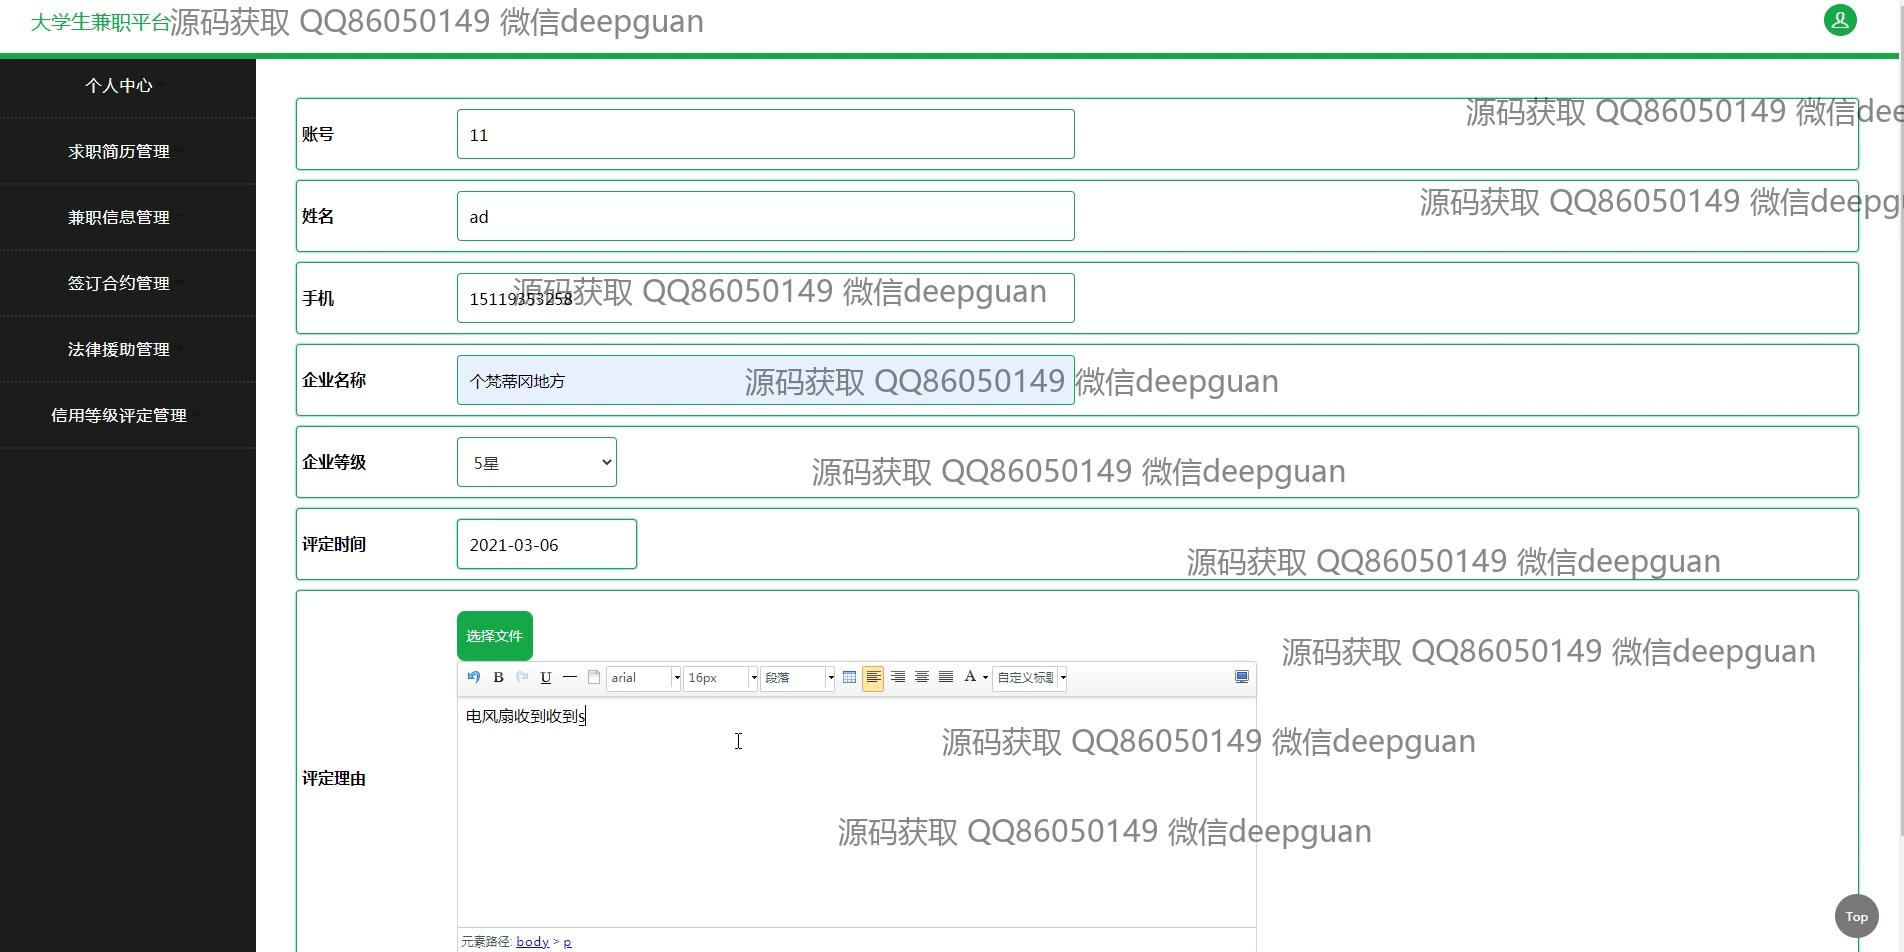 大学生兼职平台源码获取 QQ86050149 微信deepguan
个人中心
求职简历管理
兼职信息管理
签订合约管理
法律援助管理
信用等级评定管理
源码获取 QQ86050149 微信dee
账号 11
源码获取 QQ86050149 微信deepg
姓名 ad
源码获取 QQ86050149 微信deepguan
手机 15119353258
企业名称 个梵蒂冈地方 源码获取 QQ86050149 微信deepguan
企业等级 5星 源码获取 QQ86050149 微信deepguan
评定时间 2021-03-06
源码获取 QQ86050149 微信deepguan
选择文件
源码获取 QQ86050149 微信deepguan
B U arial 16px 段落 A 自定义标题
电风扇收到收到s
源码获取 QQ86050149 微信deepguan
评定理由
源码获取 QQ86050149 微信deepguan
Top
元素路径: body > p